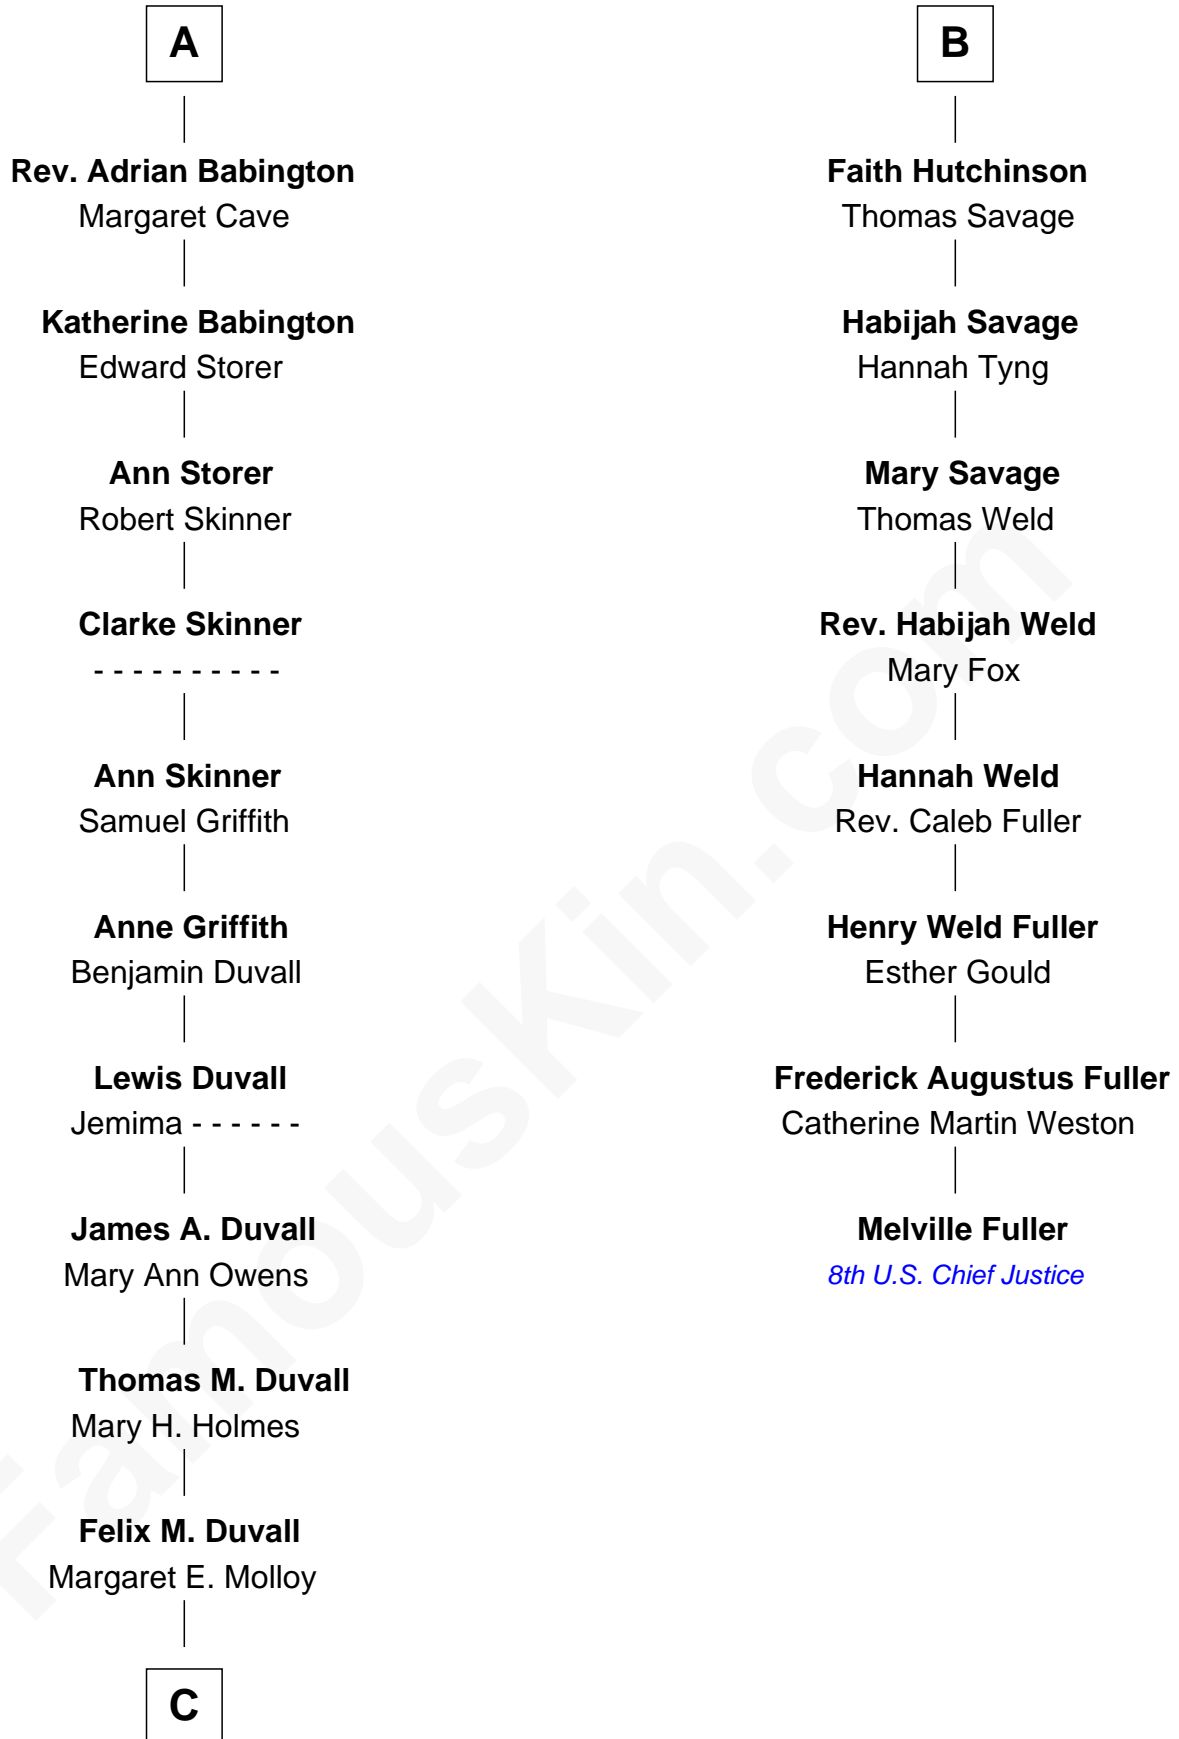 A
Rev. Adrian Babington
Margaret Cave
Katherine Babington
Edward Storer
Ann Storer
Robert Skinner
Clarke Skinner
- - - - - - - - - -
Ann Skinner
Samuel Griffith
Anne Griffith
Benjamin Duvall
Lewis Duvall
Jemima - - - - - -
James A. Duvall
Mary Ann Owens
Thomas M. Duvall
Mary H. Holmes
Felix M. Duvall
Margaret E. Molloy
C
B
Faith Hutchinson
Thomas Savage
Habijah Savage
Hannah Tyng
Mary Savage
Thomas Weld
Rev. Habijah Weld
Mary Fox
Hannah Weld
Rev. Caleb Fuller
Henry Weld Fuller
Esther Gould
Frederick Augustus Fuller
Catherine Martin Weston
Melville Fuller
8th U.S. Chief Justice
FamousKin.com